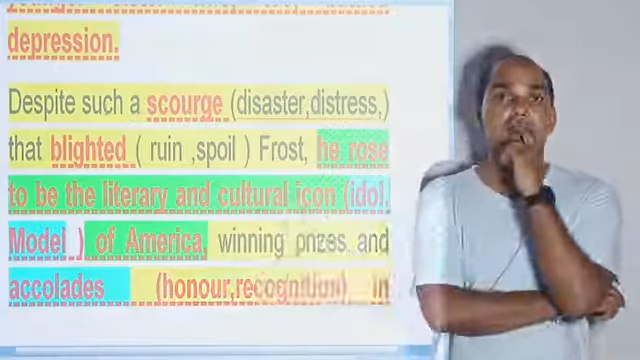 depression.
Despite such a scourge (disaster,distress,)
that blighted ( ruin ,spoil ) Frost, he rose
to be the literary and cultural icon (idol,
Model ) of America, winning prizes and
accolades (honour,recognition) in